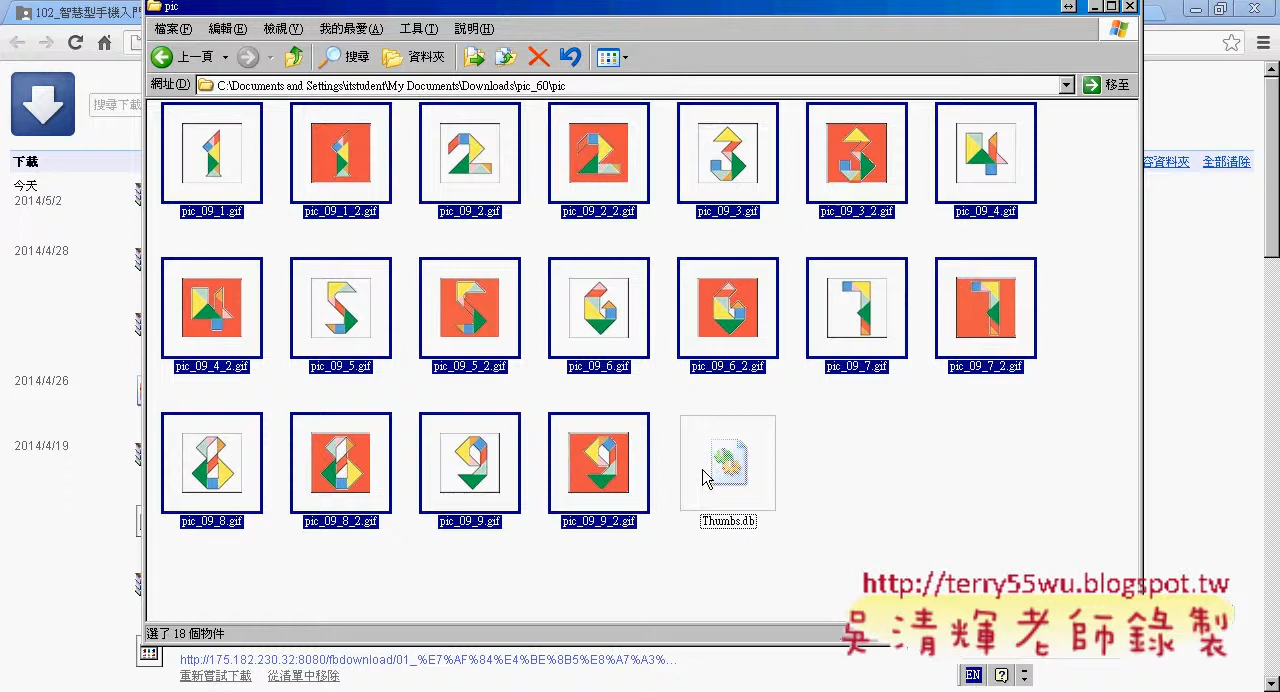 102_智慧型手機入門
pic
檔案(F) 編輯(E) 檢視(V) 我的最愛(A) 工具(T) 說明(H)
上一頁 搜尋 資料夾
網址(D) C:\Documents and Settings\itstudent\My Documents\Downloads\pic_60\pic 移至
搜尋下載
下載
容資料夾 全部清除
今天
2014/5/2
2014/4/28
2014/4/26
2014/4/19
pic_09_1.gif pic_09_1_2.gif pic_09_2.gif pic_09_2_2.gif pic_09_3.gif pic_09_3_2.gif pic_09_4.gif
pic_09_4_2.gif pic_09_5.gif pic_09_5_2.gif pic_09_6.gif pic_09_6_2.gif pic_09_7.gif pic_09_7_2.gif
pic_09_8.gif pic_09_8_2.gif pic_09_9.gif pic_09_9_2.gif Thumbs.db
http://terry55wu.blogspot.tw
吳清輝老師錄製
選了 18 個物件
http://175.182.230.32:8080/fbdownload/01_%E7%AF%84%E4%BE%8B%E8%A7%A3%...
重新嘗試下載 從清單中移除
EN